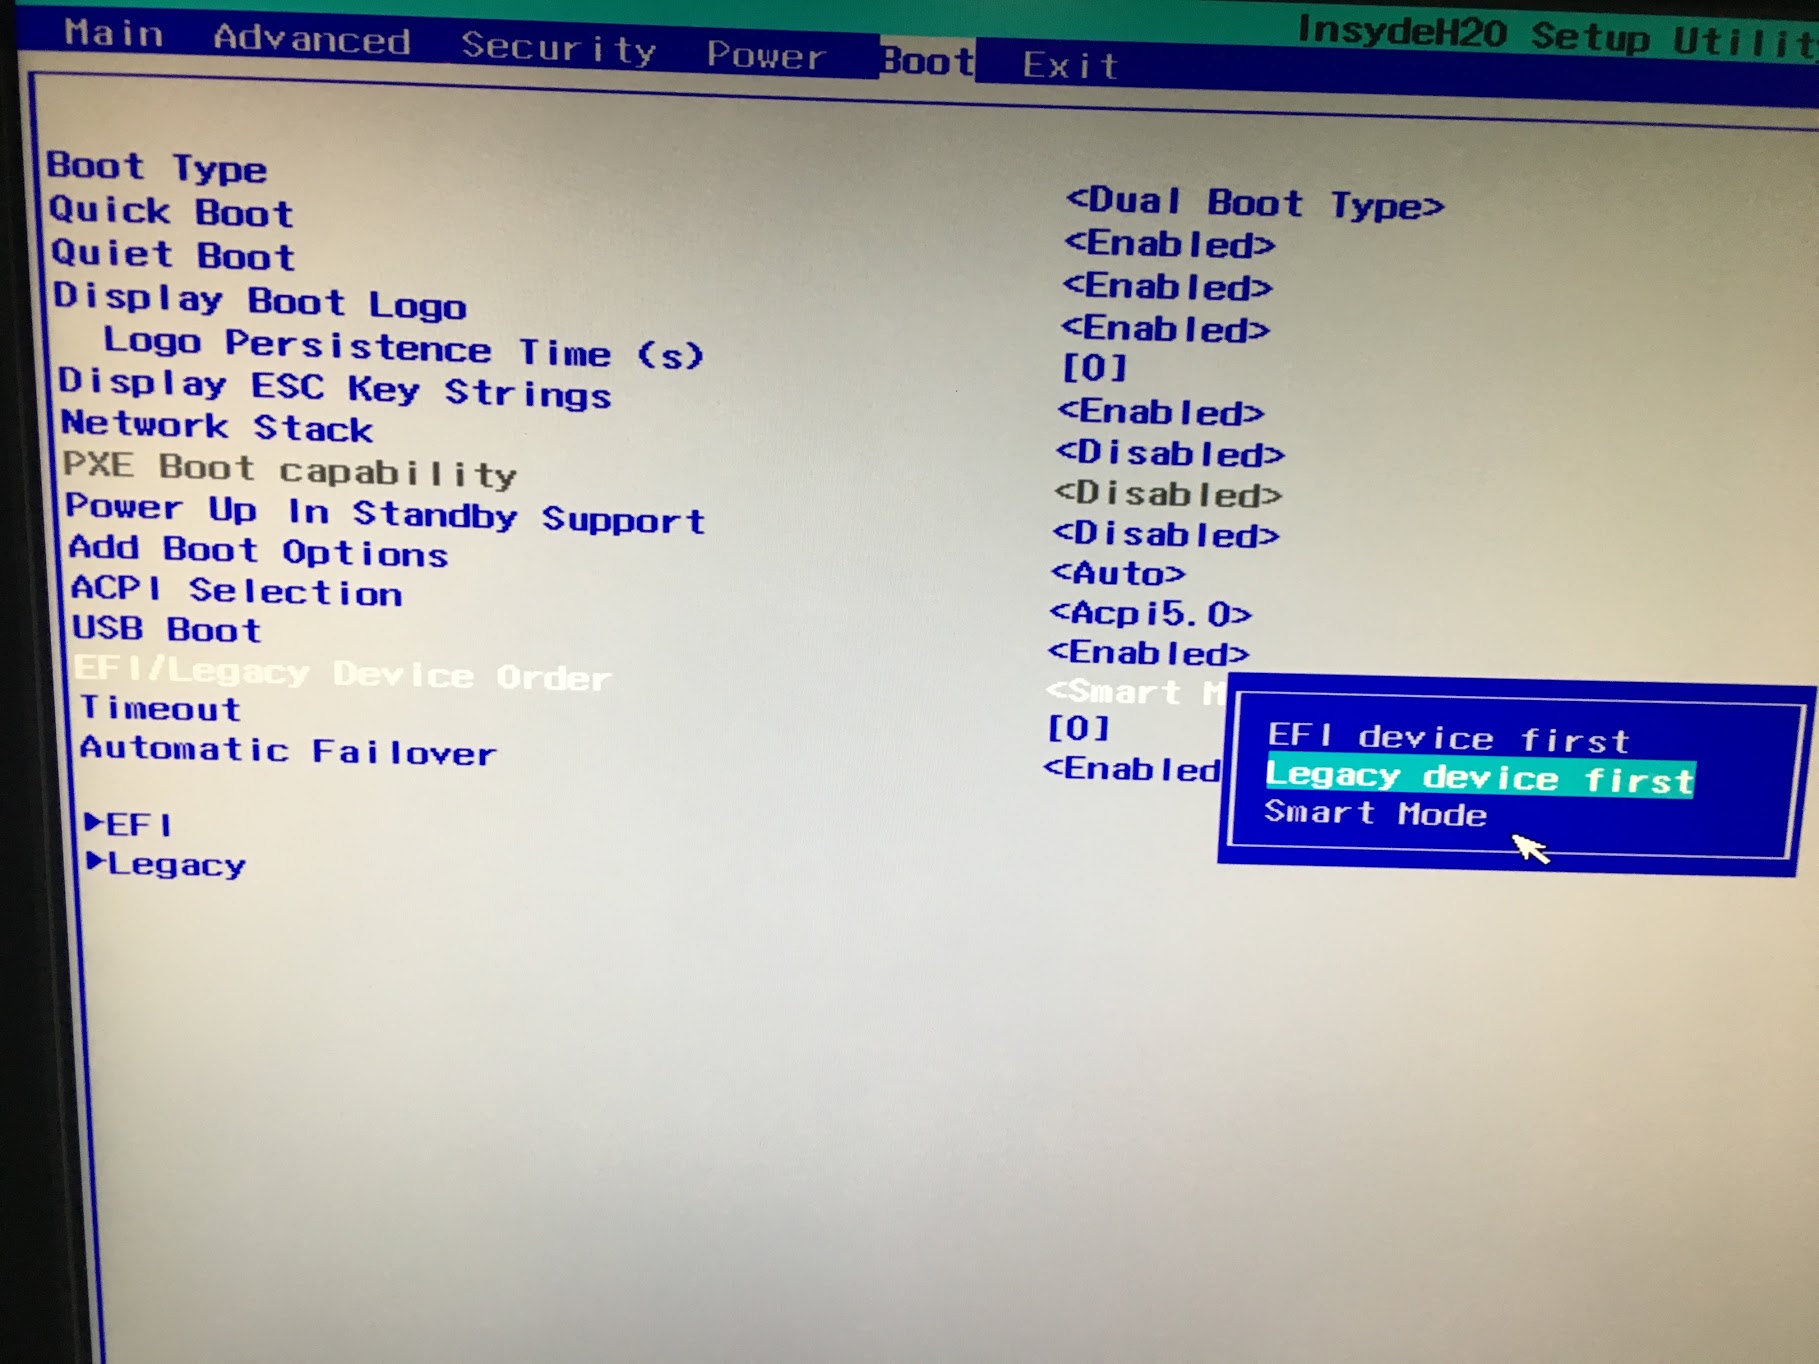 InsydeH20 Setup
Main Advanced Security Power Boot Exit
Boot Type <Dual Boot Type>
Quick Boot <Enabled>
Quiet Boot <Enabled>
Display Boot Logo <Enabled>
Logo Persistence Time (s) [0]
Display ESC Key Strings <Enabled>
Network Stack <Disabled>
PXE Boot capability <Disabled>
Power Up In Standby Support <Disabled>
Add Boot Options <Auto>
ACPI Selection <Acpi5.0>
USB Boot <Enabled>
EFI/Legacy Device Order <Smart
Timeout [0]
Automatic Failover <Enabled
EFI device first
Legacy device first
Smart Mode
▶EFI
▶Legacy